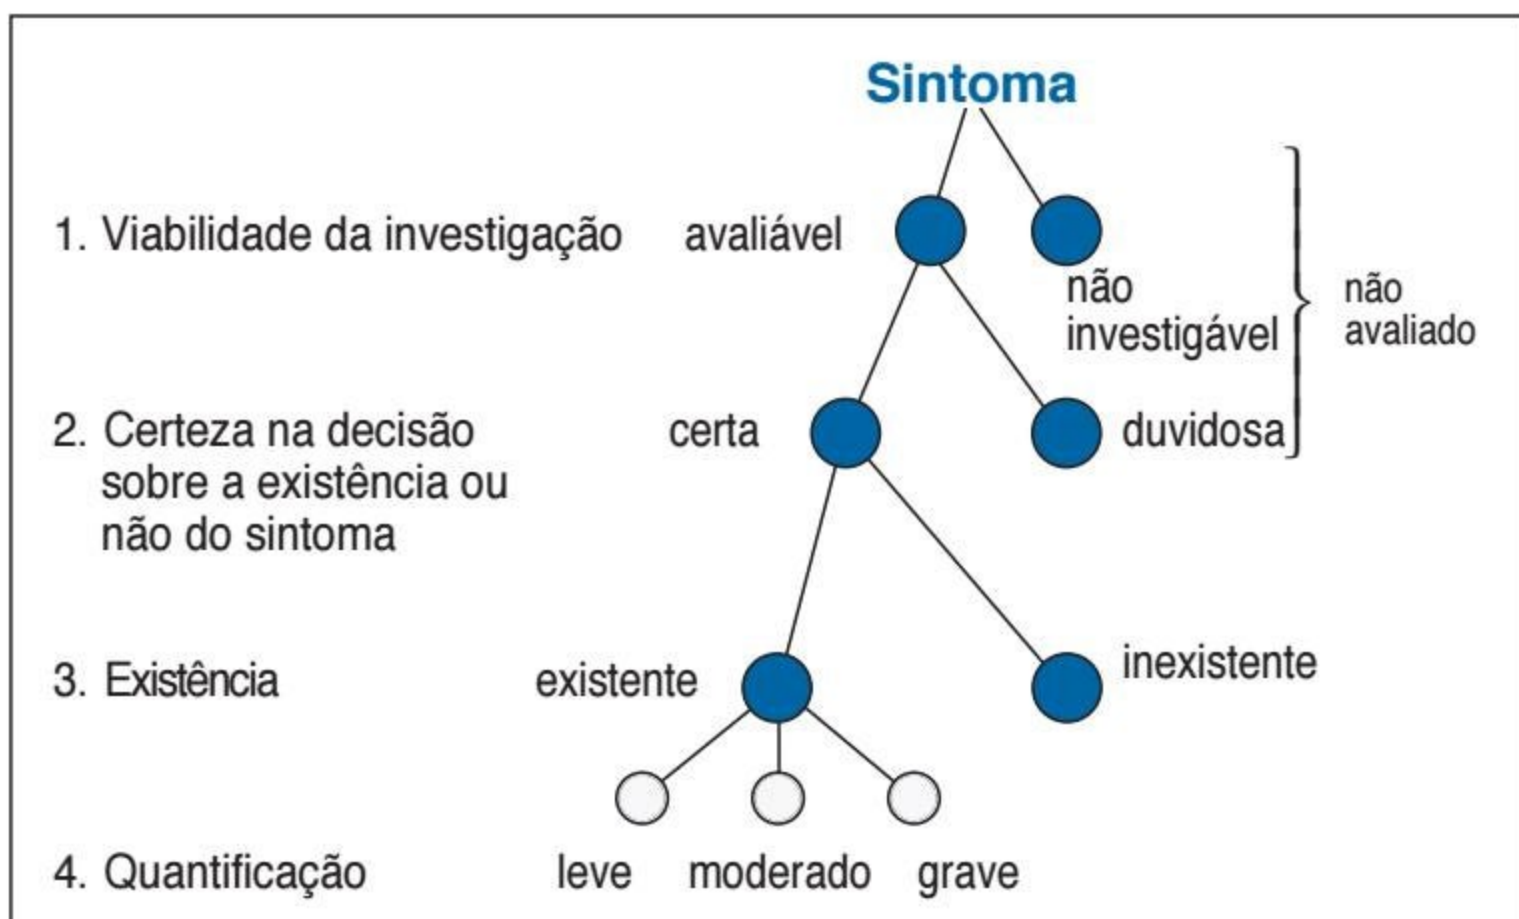 Sintoma
1. Viabilidade da investigação avaliável
não
investigável
não
avaliado
2. Certeza na decisão certa duvidosa
sobre a existência ou
não do sintoma
3. Existência existente inexistente
4. Quantificação leve moderado grave